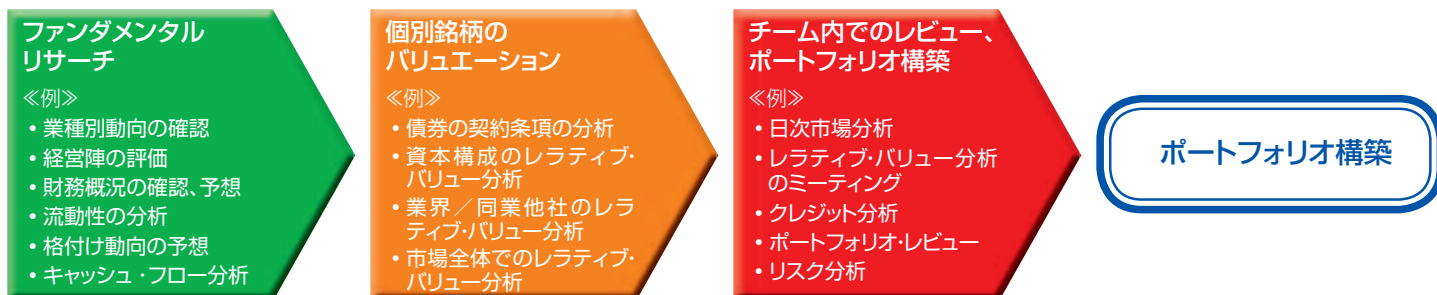 ファンダメンタル
リサーチ
≪例≫
• 業種別動向の確認
• 経営陣の評価
• 財務概況の確認、予想
• 流動性の分析
• 格付け動向の予想
• キャッシュ・フロー分析
個別銘柄の
バリュエーション
≪例≫
• 債券の契約条項の分析
• 資本構成のレラティブ・
バリュー分析
• 業界／同業他社のレラ
ティブ・バリュー分析
• 市場全体でのレラティブ・
バリュー分析
チーム内でのレビュー、
ポートフォリオ構築
≪例≫
• 日次市場分析
• レラティブ・バリュー分析
のミーティング
• クレジット分析
• ポートフォリオ・レビュー
• リスク分析
ポートフォリオ構築